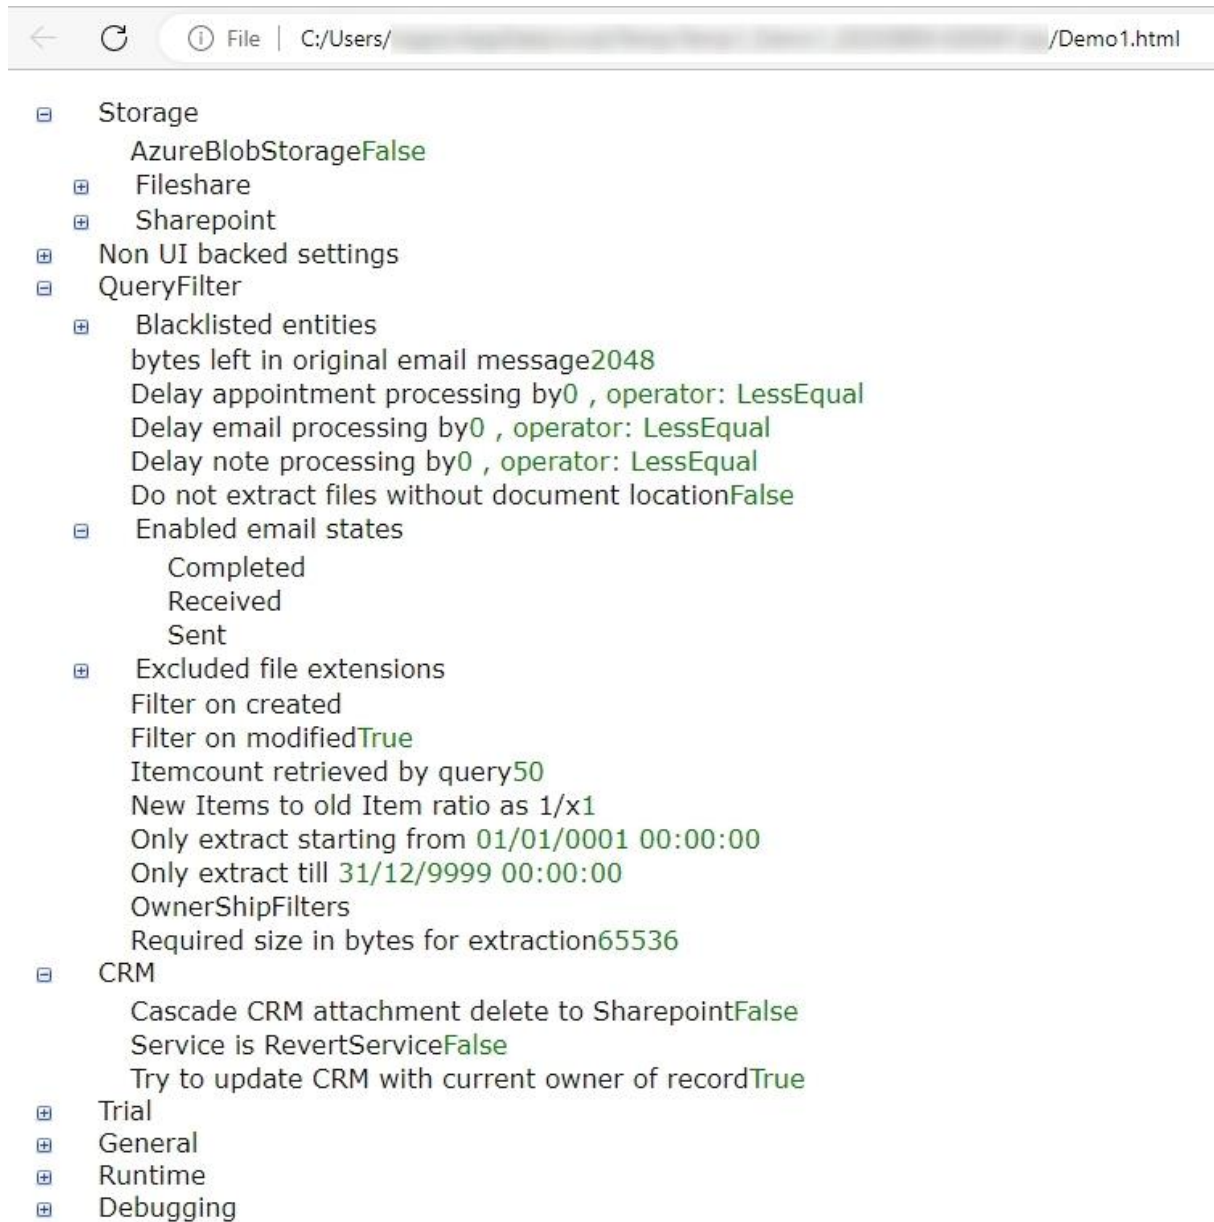 File | C:/Users/ /Demo1.html
Storage
AzureBlobStorageFalse
Fileshare
Sharepoint
Non UI backed settings
QueryFilter
Blacklisted entities
bytes left in original email message2048
Delay appointment processing by0 , operator: LessEqual
Delay email processing by0 , operator: LessEqual
Delay note processing by0 , operator: LessEqual
Do not extract files without document locationFalse
Enabled email states
Completed
Received
Sent
Excluded file extensions
Filter on created
Filter on modifiedTrue
Itemcount retrieved by query50
New Items to old Item ratio as 1/x1
Only extract starting from 01/01/0001 00:00:00
Only extract till 31/12/9999 00:00:00
OwnerShipFilters
Required size in bytes for extraction65536
CRM
Cascade CRM attachment delete to SharepointFalse
Service is RevertServiceFalse
Try to update CRM with current owner of recordTrue
Trial
General
Runtime
Debugging